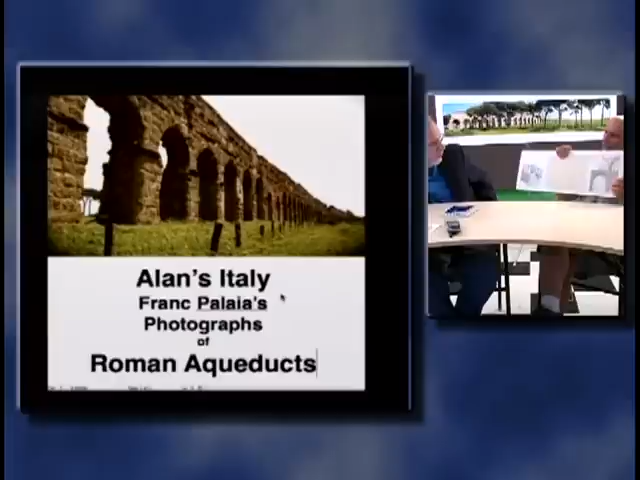 Alan's Italy
Franc Palaia's
Photographs
of
Roman Aqueducts